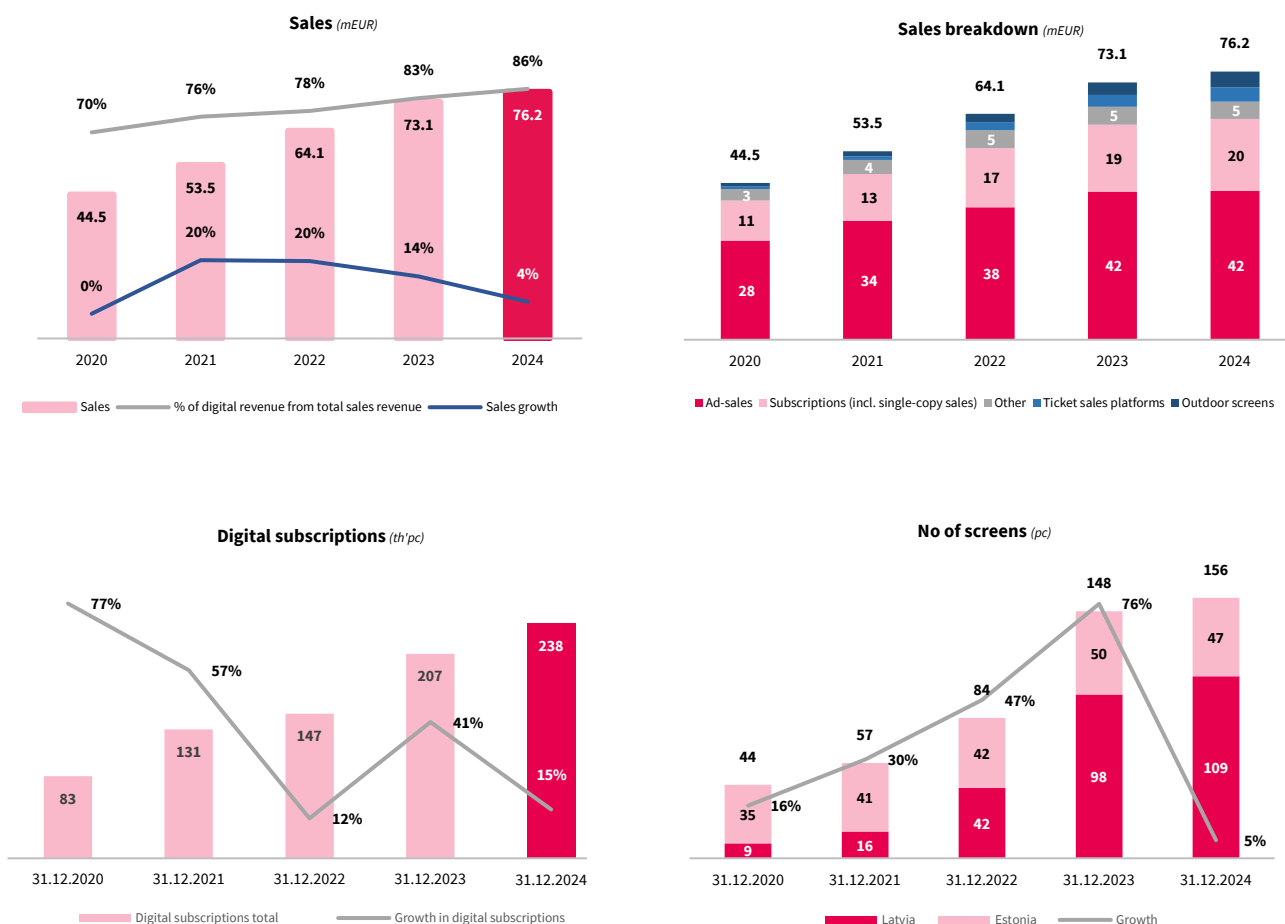 Sales (mEUR)
70% 76% 78% 83% 86%
44.5 53.5 64.1 73.1 76.2
0% 20% 20% 14% 4%
2020 2021 2022 2023 2024
Sales % of digital revenue from total sales revenue Sales growth
Sales breakdown (mEUR)
44.5 53.5 64.1 73.1 76.2
3 4 5 5 5
11 13 17 19 20
28 34 38 42 42
2020 2021 2022 2023 2024
Ad-sales Subscriptions (incl. single-copy sales) Other Ticket sales platforms Outdoor screens
Digital subscriptions (th'pc)
77% 57% 12% 41% 15%
83 131 147 207 238
31.12.2020 31.12.2021 31.12.2022 31.12.2023 31.12.2024
Digital subscriptions total Growth in digital subscriptions
No of screens (pc)
44 57 84 148 156
16% 30% 47% 76% 5%
35 41 42 50 47
9 16 42 98 109
31.12.2020 31.12.2021 31.12.2022 31.12.2023 31.12.2024
Latvia Estonia Growth